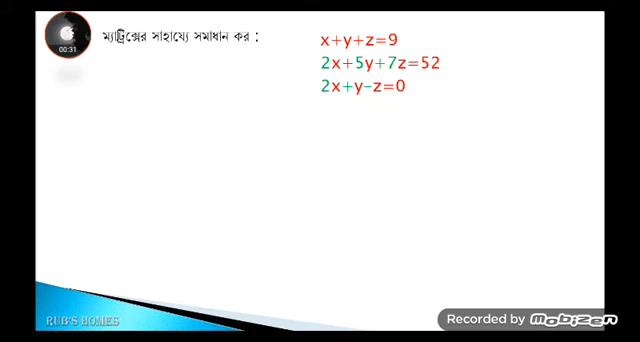 00:31
ম্যাট্রিক্সের সাহায্যে সমাধান কর :
x+y+z=9
2x+5y+7z=52
2x+y-z=0
RUB'S HOMES
Recorded by Mobizen